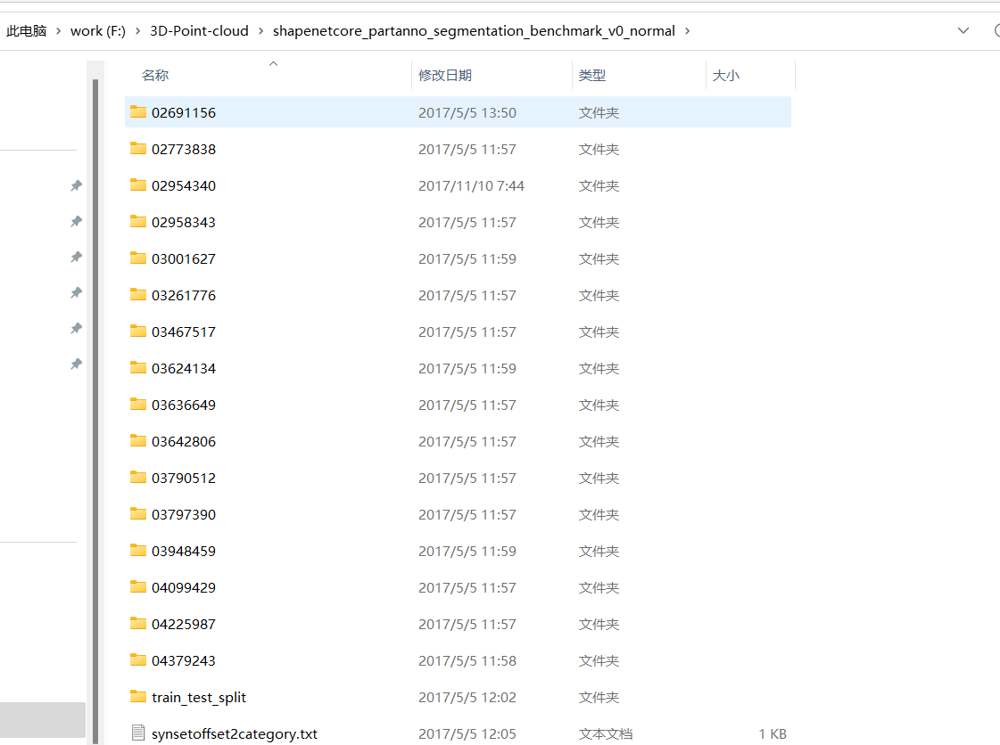 此电脑 > work (F:) > 3D-Point-cloud > shapenetcore_partanno_segmentation_benchmark_v0_normal >
名称 修改日期 类型 大小
02691156 2017/5/5 13:50 文件夹
02773838 2017/5/5 11:57 文件夹
02954340 2017/11/10 7:44 文件夹
02958343 2017/5/5 11:57 文件夹
03001627 2017/5/5 11:59 文件夹
03261776 2017/5/5 11:57 文件夹
03467517 2017/5/5 11:57 文件夹
03624134 2017/5/5 11:59 文件夹
03636649 2017/5/5 11:57 文件夹
03642806 2017/5/5 11:57 文件夹
03790512 2017/5/5 11:57 文件夹
03797390 2017/5/5 11:57 文件夹
03948459 2017/5/5 11:59 文件夹
04099429 2017/5/5 11:57 文件夹
04225987 2017/5/5 11:57 文件夹
04379243 2017/5/5 11:58 文件夹
train_test_split 2017/5/5 12:02 文件夹
synsetoffset2category.txt 2017/5/5 12:05 文本文档 1 KB